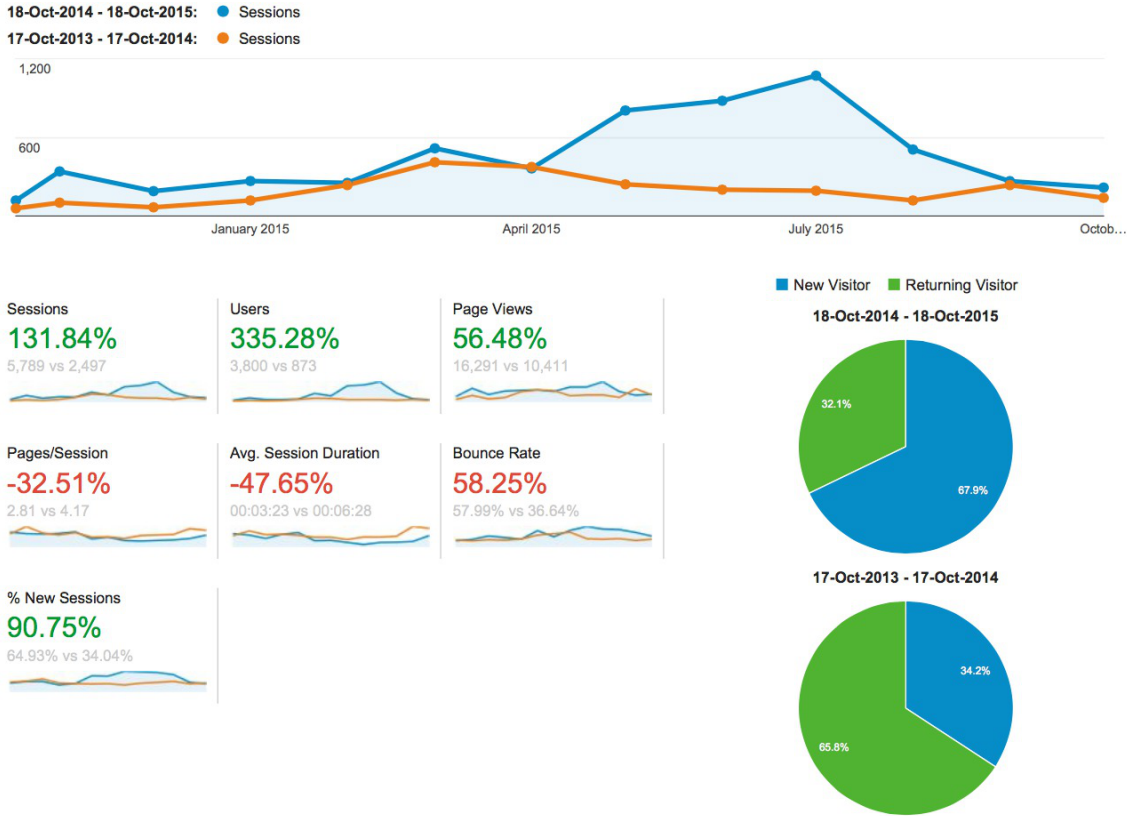 18-Oct-2014 - 18-Oct-2015: Sessions
17-Oct-2013 - 17-Oct-2014: Sessions
1,200
600
January 2015 April 2015 July 2015 Octob...
Sessions
131.84%
5,789 vs 2,497
Users
335.28%
3,800 vs 873
Page Views
56.48%
16,291 vs 10,411
Pages/Session
-32.51%
2.81 vs 4.17
Avg. Session Duration
-47.65%
00:03:23 vs 00:06:28
Bounce Rate
58.25%
57.99% vs 36.64%
% New Sessions
90.75%
64.93% vs 34.04%
New Visitor Returning Visitor
18-Oct-2014 - 18-Oct-2015
32.1%
67.9%
17-Oct-2013 - 17-Oct-2014
34.2%
65.8%